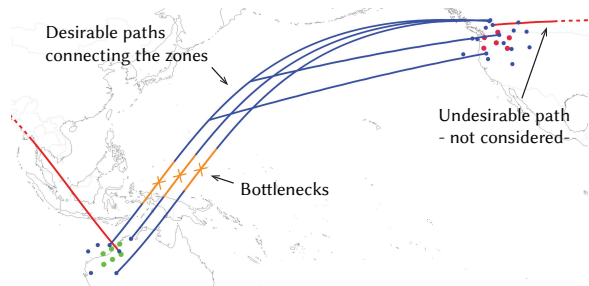 Desirable paths
connecting the zones
Undesirable path
- not considered-
Bottlenecks